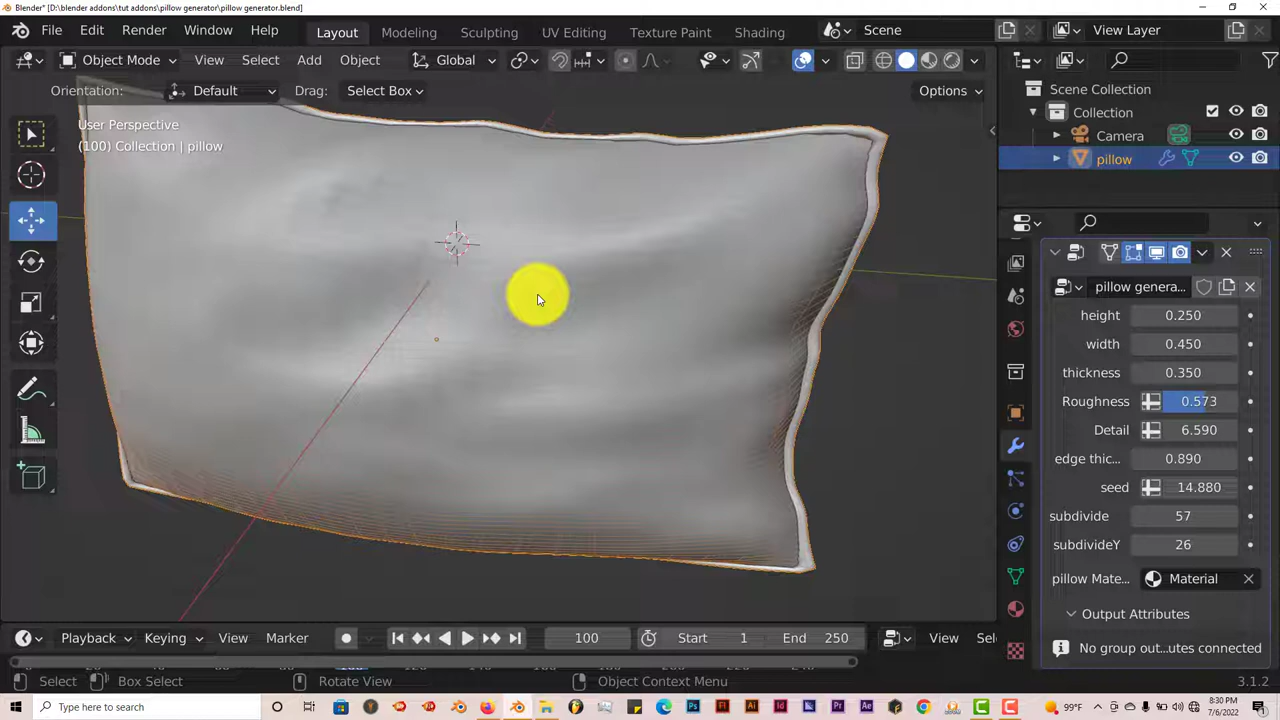 Blender* [D:\blender addons\tut addons\pillow generator\pillow generator.blend]
File Edit Render Window Help Layout Modeling Sculpting UV Editing Texture Paint Shading Scene View Layer
Object Mode View Select Add Object Global
Orientation: Default Drag: Select Box Options
User Perspective
(100) Collection | pillow
Scene Collection
Collection
Camera
pillow
pillow genera...
height 0.250
width 0.450
thickness 0.350
Roughness 0.573
Detail 6.590
edge thic... 0.890
seed 14.880
subdivide 57
subdivideY 26
pillow Mate... Material
Output Attributes
No group out...utes connected
Playback Keying View Marker 100 Start 1 End 250 View Sel
Select Box Select Rotate View Object Context Menu 3.1.2
Type here to search 99°F 8:30 PM
7/6/2022